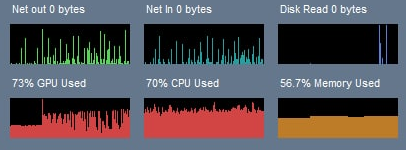 Net out 0 bytes
Net In 0 bytes
Disk Read 0 bytes
73% GPU Used
70% CPU Used
56.7% Memory Used